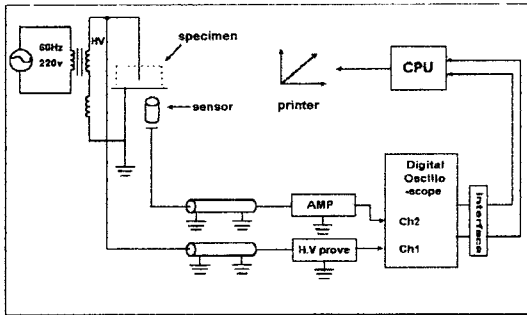 60Hz
220v
HV
specimen
sensor
printer
CPU
Digital
Oscillo
-scope
AMP
Ch2
H.V prove
Ch1
interface